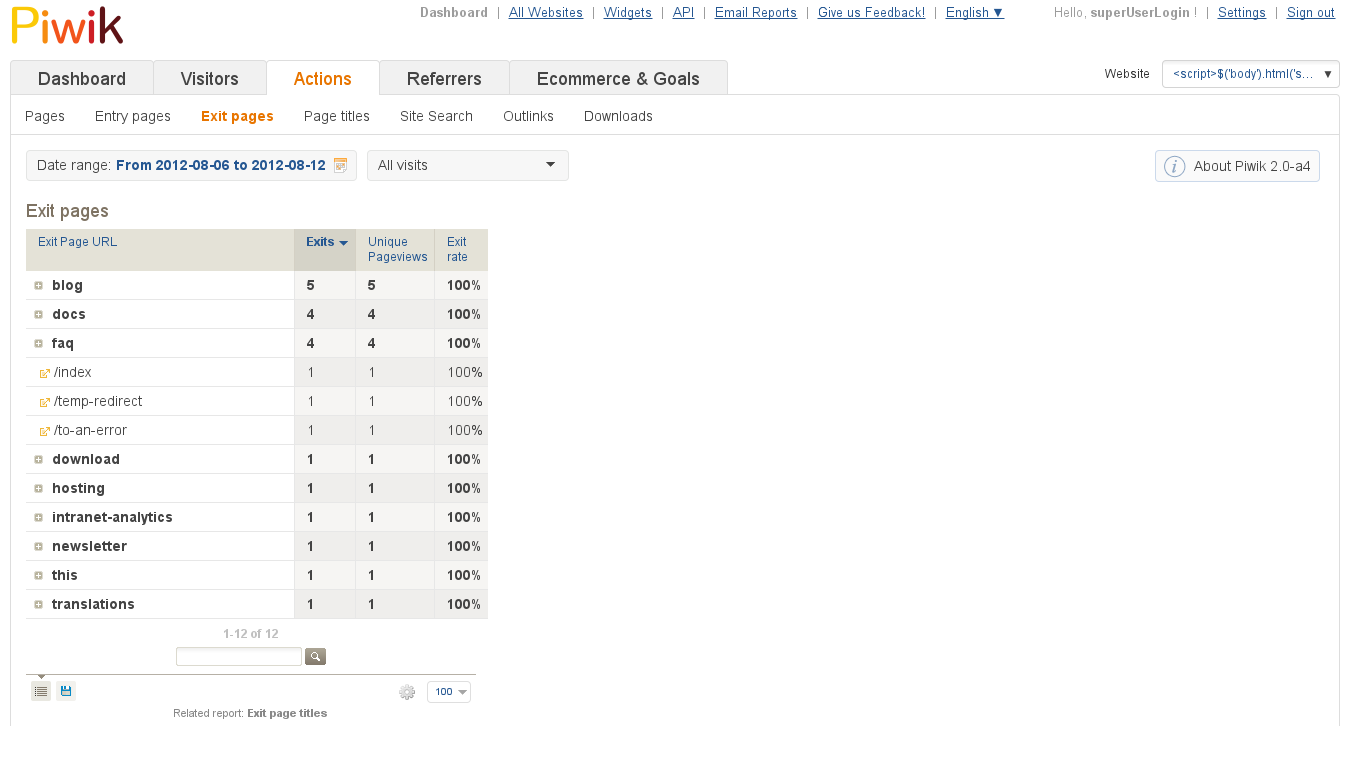 Piwik
Dashboard | All Websites | Widgets | API | Email Reports | Give us Feedback! | English ▼
Hello, superUserLogin ! | Settings | Sign out
Dashboard Visitors Actions Referrers Ecommerce & Goals
Website <script>$('body').html('s... ▼
Pages Entry pages Exit pages Page titles Site Search Outlinks Downloads
Date range: From 2012-08-06 to 2012-08-12
All visits
About Piwik 2.0-a4
Exit pages
Exit Page URL Exits Unique Pageviews Exit rate
blog 5 5 100%
docs 4 4 100%
faq 4 4 100%
/index 1 1 100%
/temp-redirect 1 1 100%
/to-an-error 1 1 100%
download 1 1 100%
hosting 1 1 100%
intranet-analytics 1 1 100%
newsletter 1 1 100%
this 1 1 100%
translations 1 1 100%
1-12 of 12
100
Related report: Exit page titles